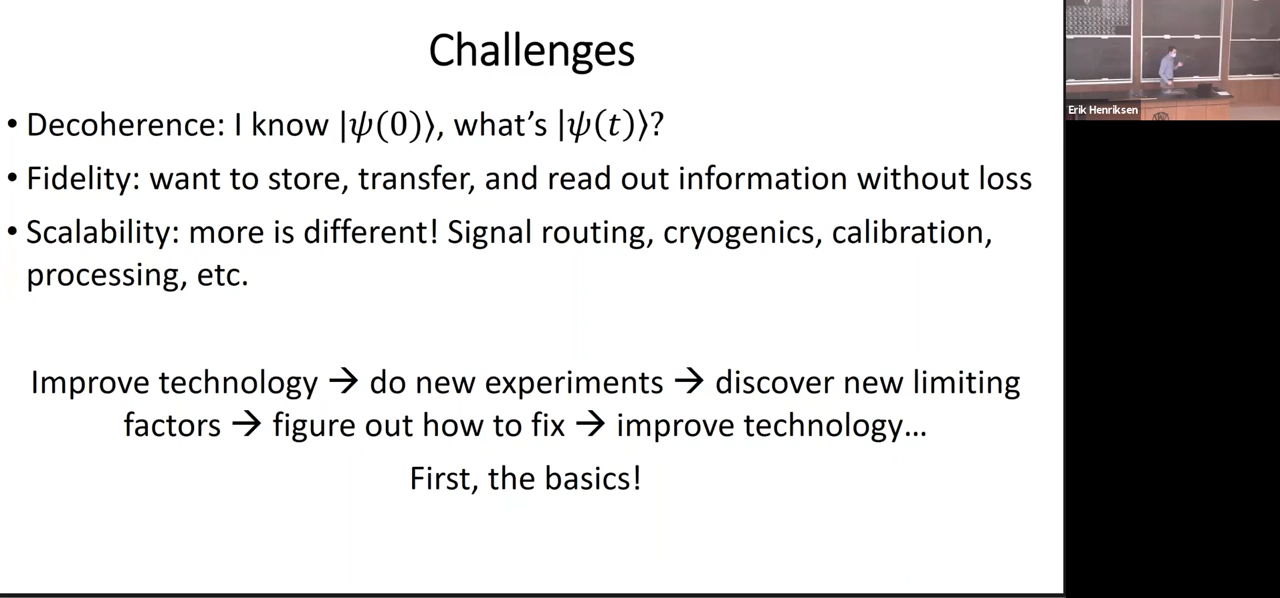 Challenges
• Decoherence: I know |ψ(0)⟩, what's |ψ(t)⟩?
• Fidelity: want to store, transfer, and read out information without loss
• Scalability: more is different! Signal routing, cryogenics, calibration,
processing, etc.
Improve technology → do new experiments → discover new limiting
factors → figure out how to fix → improve technology…
First, the basics!
Erik Henriksen